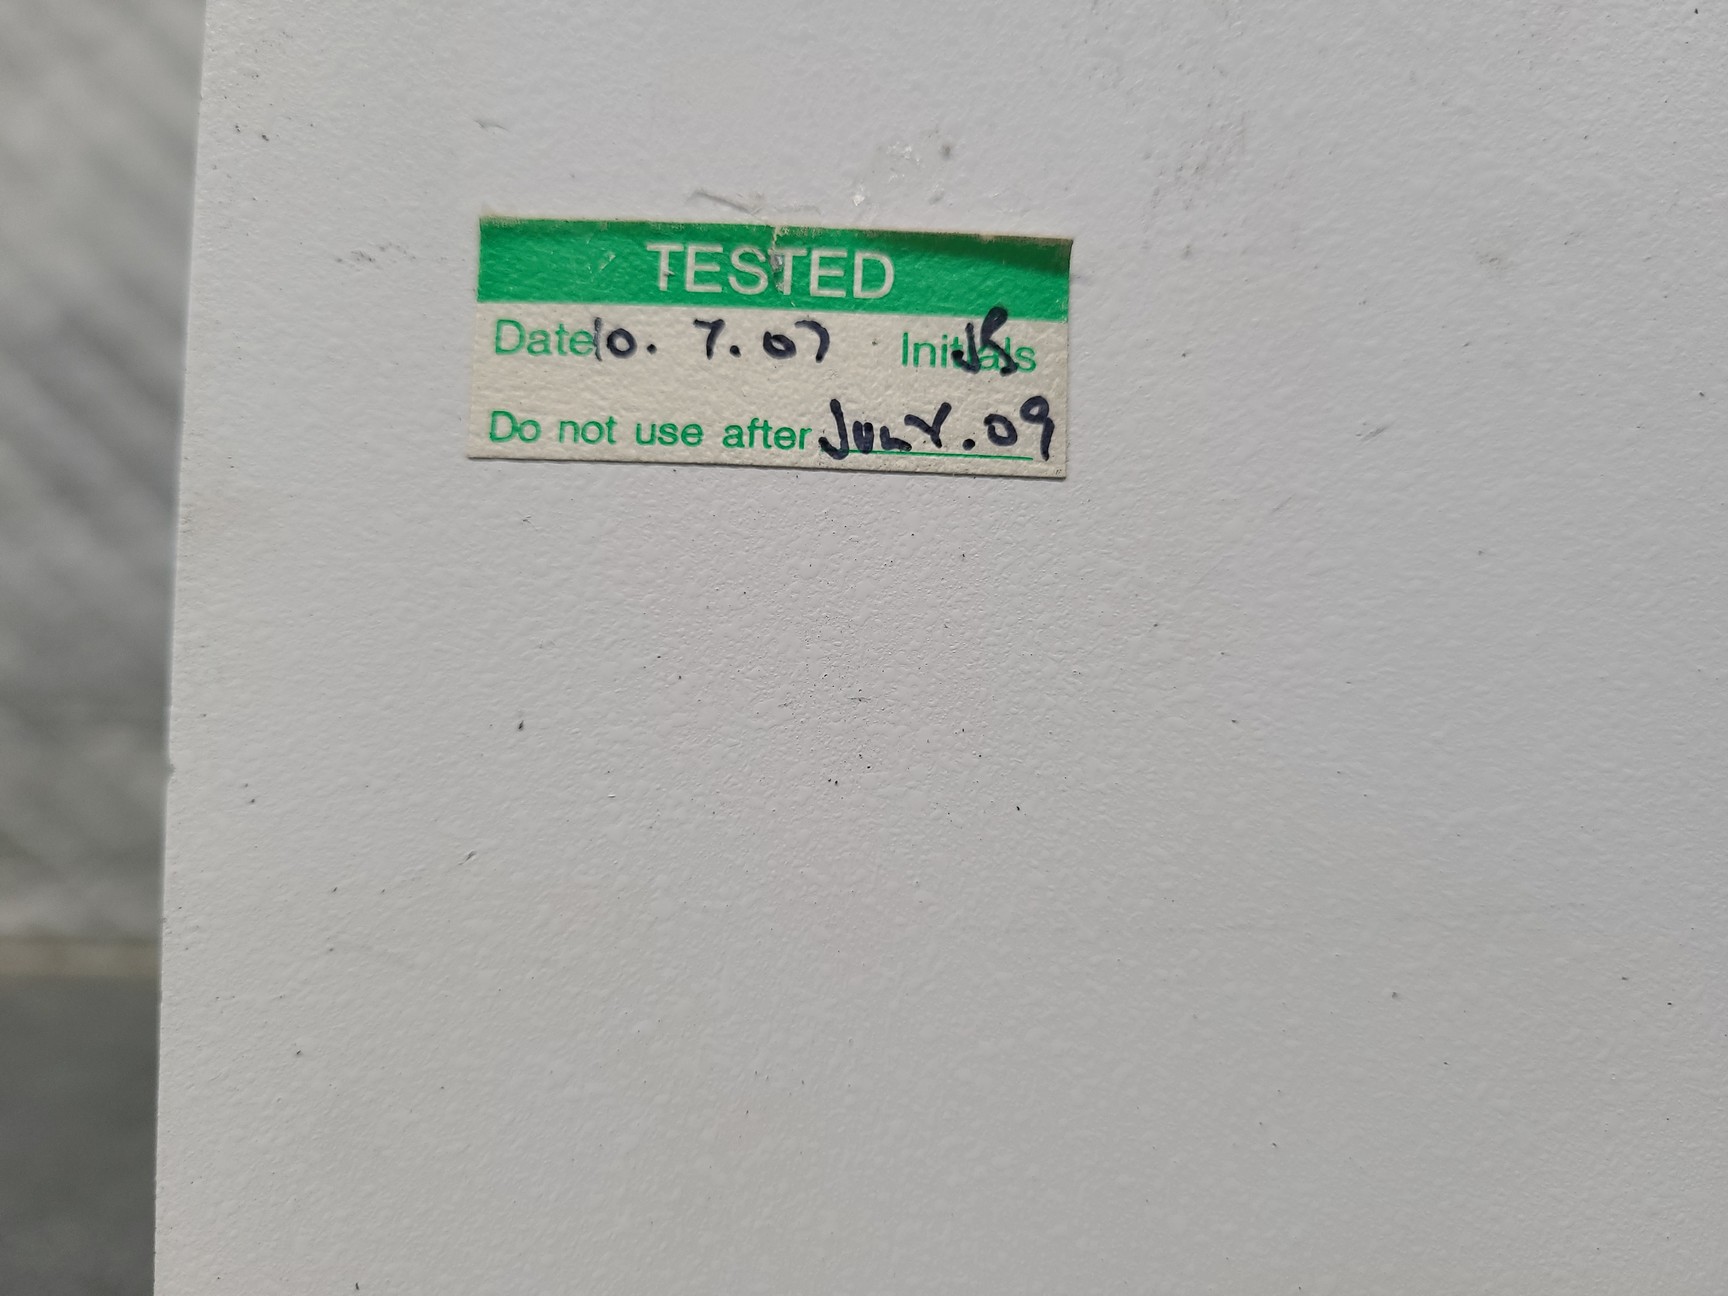 TESTED
Date 10. 7. 07 Initials
Do not use after JULY. 09